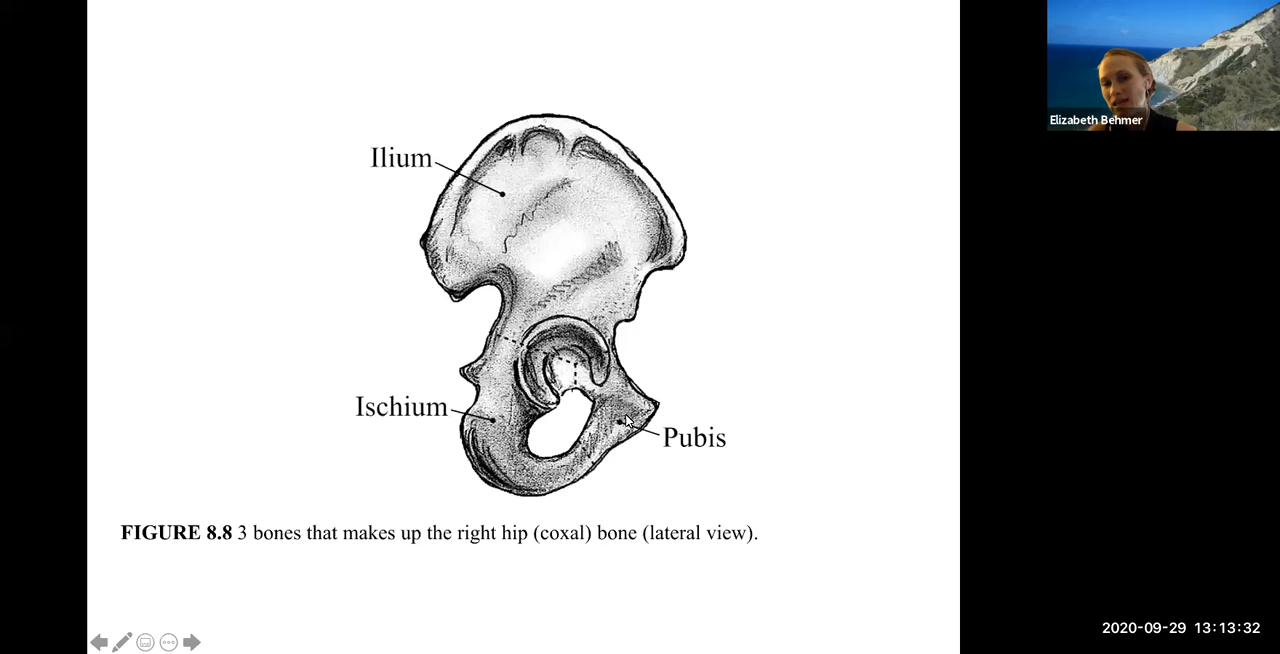 Elizabeth Behmer
Ilium
Ischium
Pubis
FIGURE 8.8 3 bones that makes up the right hip (coxal) bone (lateral view).
2020-09-29 13:13:32